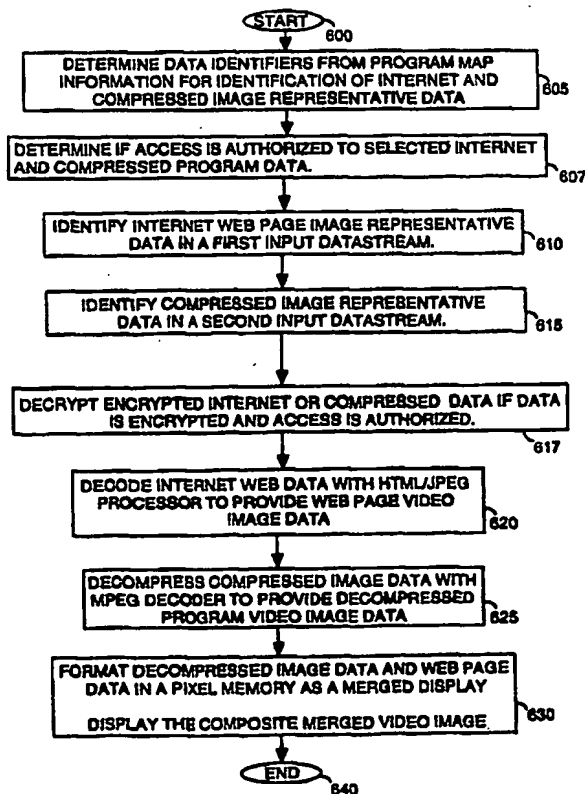 START
600
DETERMINE DATA IDENTIFIERS FROM PROGRAM MAP
INFORMATION FOR IDENTIFICATION OF INTERNET AND
COMPRESSED IMAGE REPRESENTATIVE DATA
605
DETERMINE IF ACCESS IS AUTHORIZED TO SELECTED INTERNET
AND COMPRESSED PROGRAM DATA.
607
IDENTIFY INTERNET WEB PAGE IMAGE REPRESENTATIVE
DATA IN A FIRST INPUT DATASTREAM.
610
IDENTIFY COMPRESSED IMAGE REPRESENTATIVE
DATA IN A SECOND INPUT DATASTREAM.
615
DECRYPT ENCRYPTED INTERNET OR COMPRESSED DATA IF DATA
IS ENCRYPTED AND ACCESS IS AUTHORIZED.
617
DECODE INTERNET WEB DATA WITH HTML/JPEG
PROCESSOR TO PROVIDE WEB PAGE VIDEO
IMAGE DATA
620
DECOMPRESS COMPRESSED IMAGE DATA WITH
MPEG DECODER TO PROVIDE DECOMPRESSED
PROGRAM VIDEO IMAGE DATA
625
FORMAT DECOMPRESSED IMAGE DATA AND WEB PAGE
DATA IN A PIXEL MEMORY AS A MERGED DISPLAY
DISPLAY THE COMPOSITE MERGED VIDEO IMAGE
630
END
640